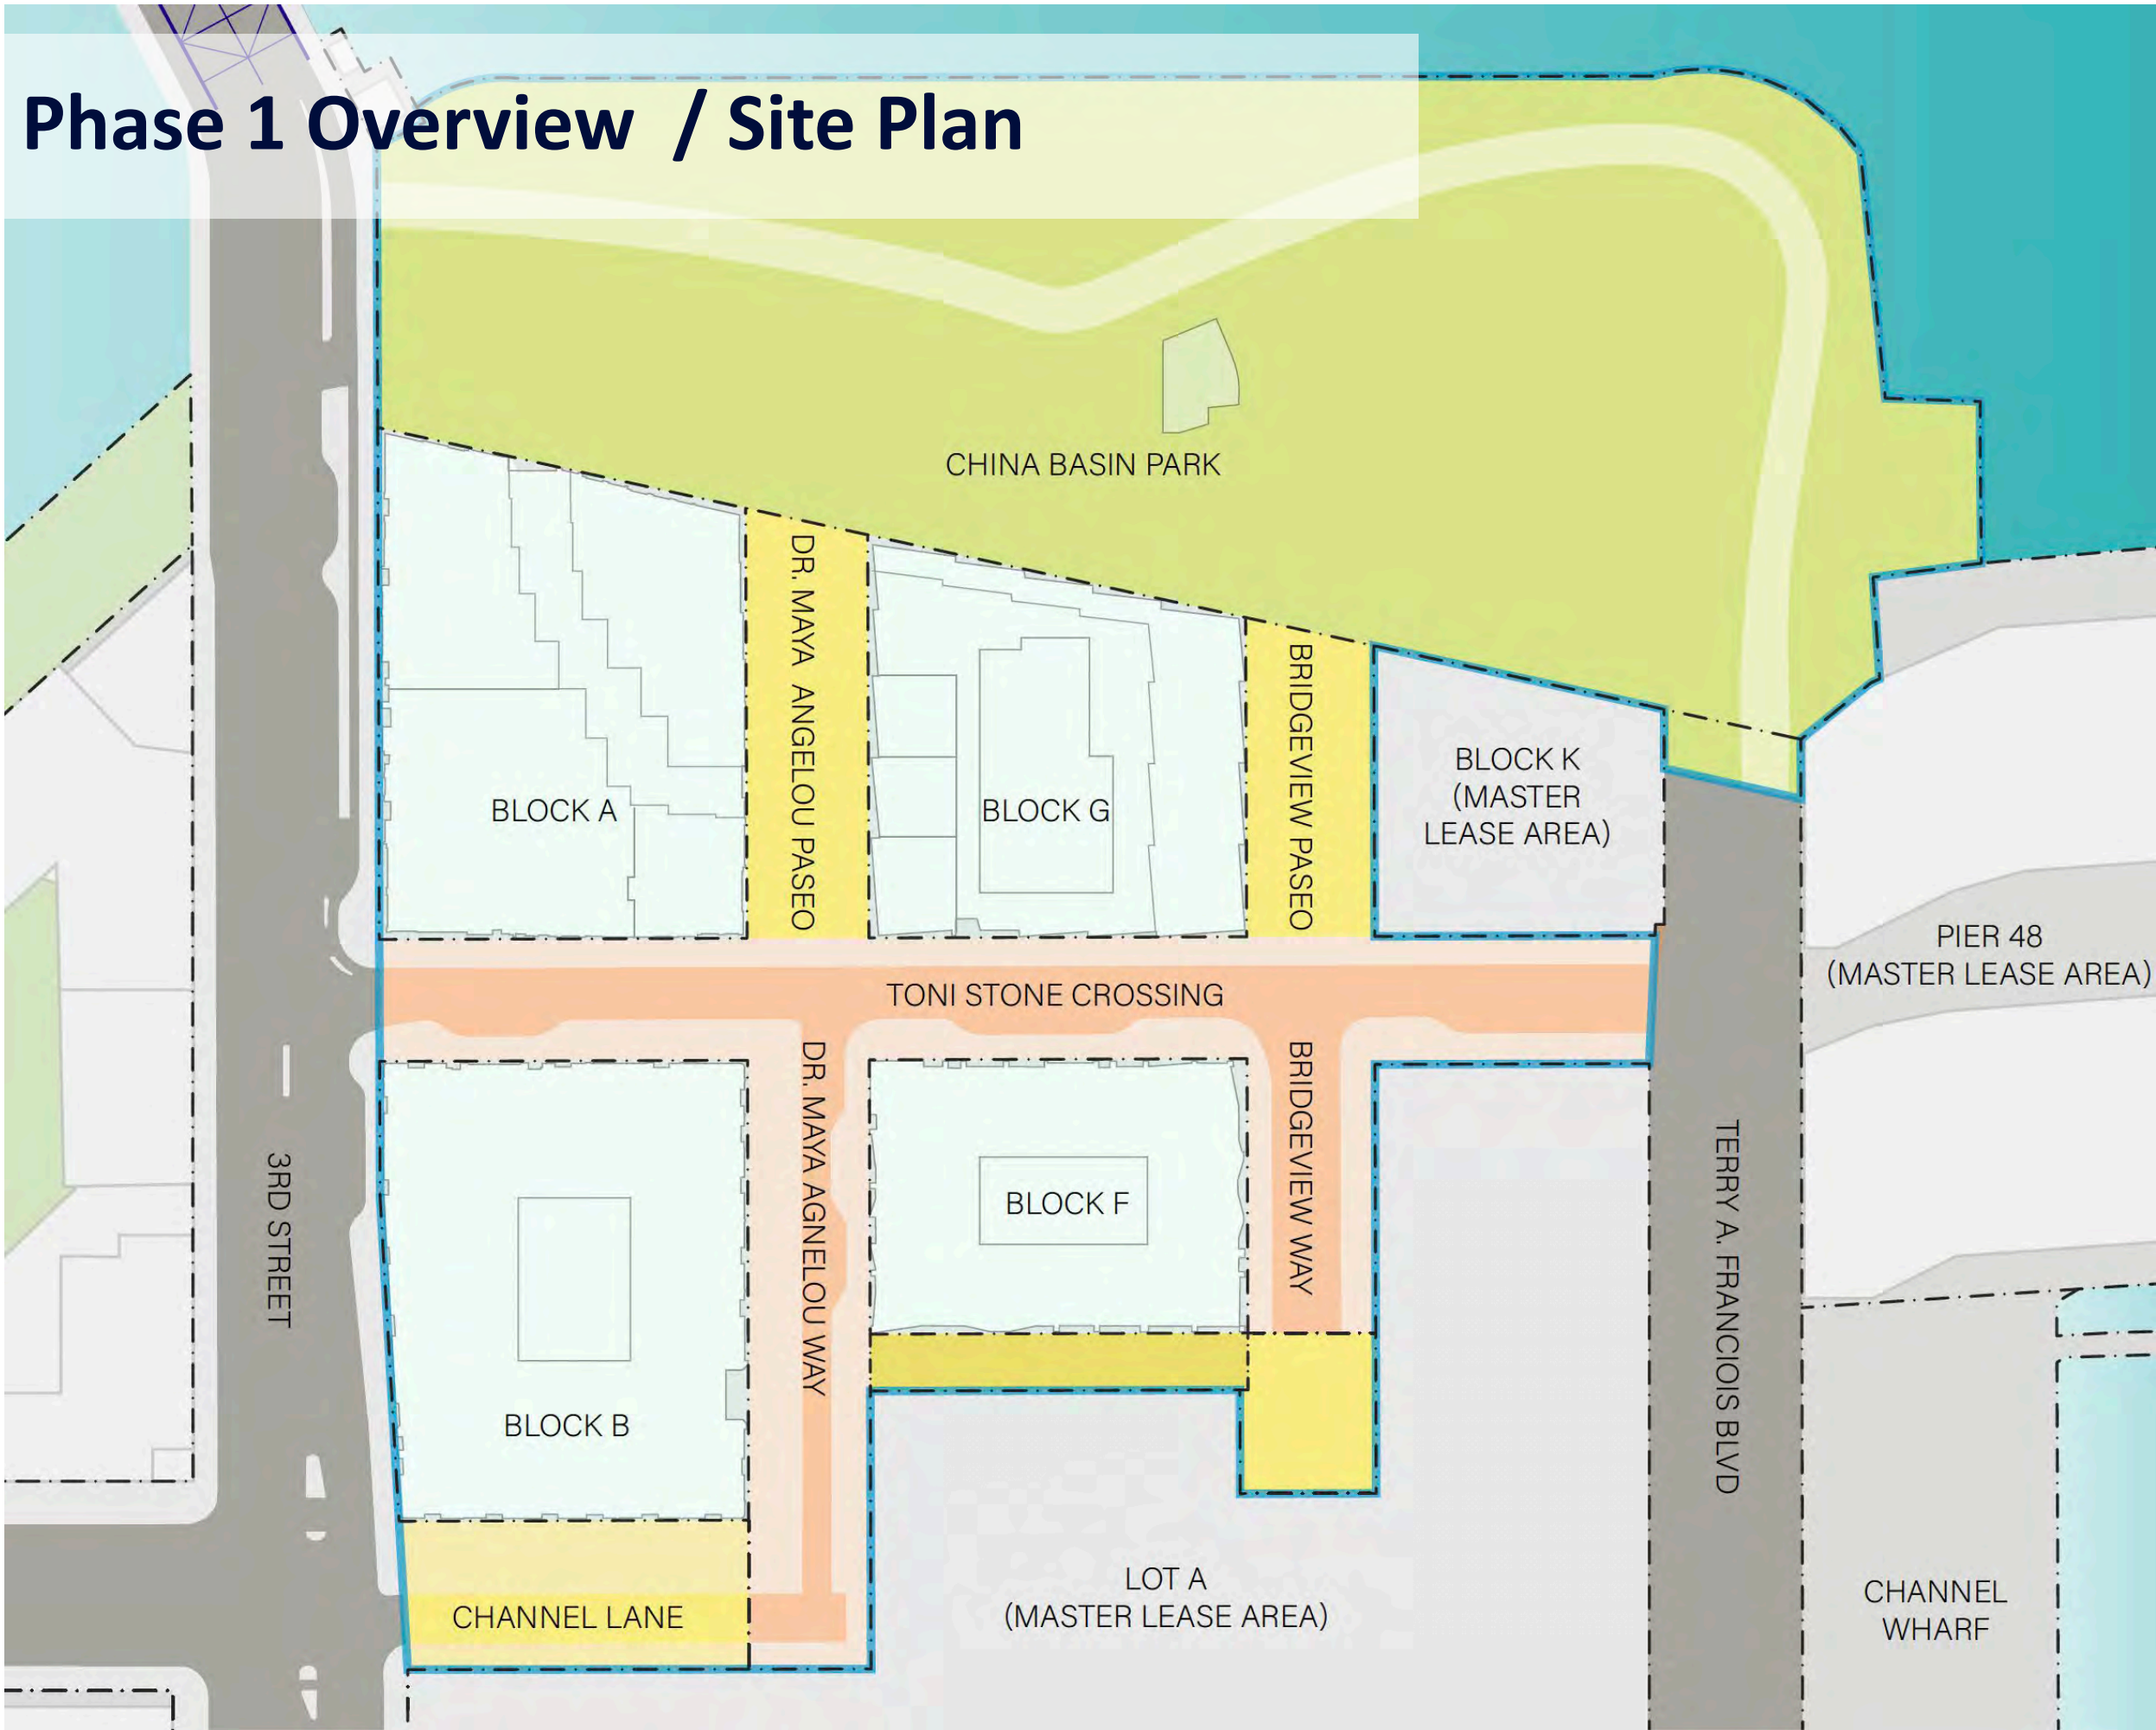 Phase 1 Overview / Site Plan
CHINA BASIN PARK
DR. MAYA ANGELOU PASEO
BRIDGEVIEW PASEO
BLOCK A
BLOCK G
BLOCK K
(MASTER
LEASE AREA)
PIER 48
(MASTER LEASE AREA)
TONI STONE CROSSING
3RD STREET
DR. MAYA AGNELOU WAY
BRIDGEVIEW WAY
TERRY A. FRANCIOIS BLVD
BLOCK F
BLOCK B
CHANNEL LANE
LOT A
(MASTER LEASE AREA)
CHANNEL
WHARF